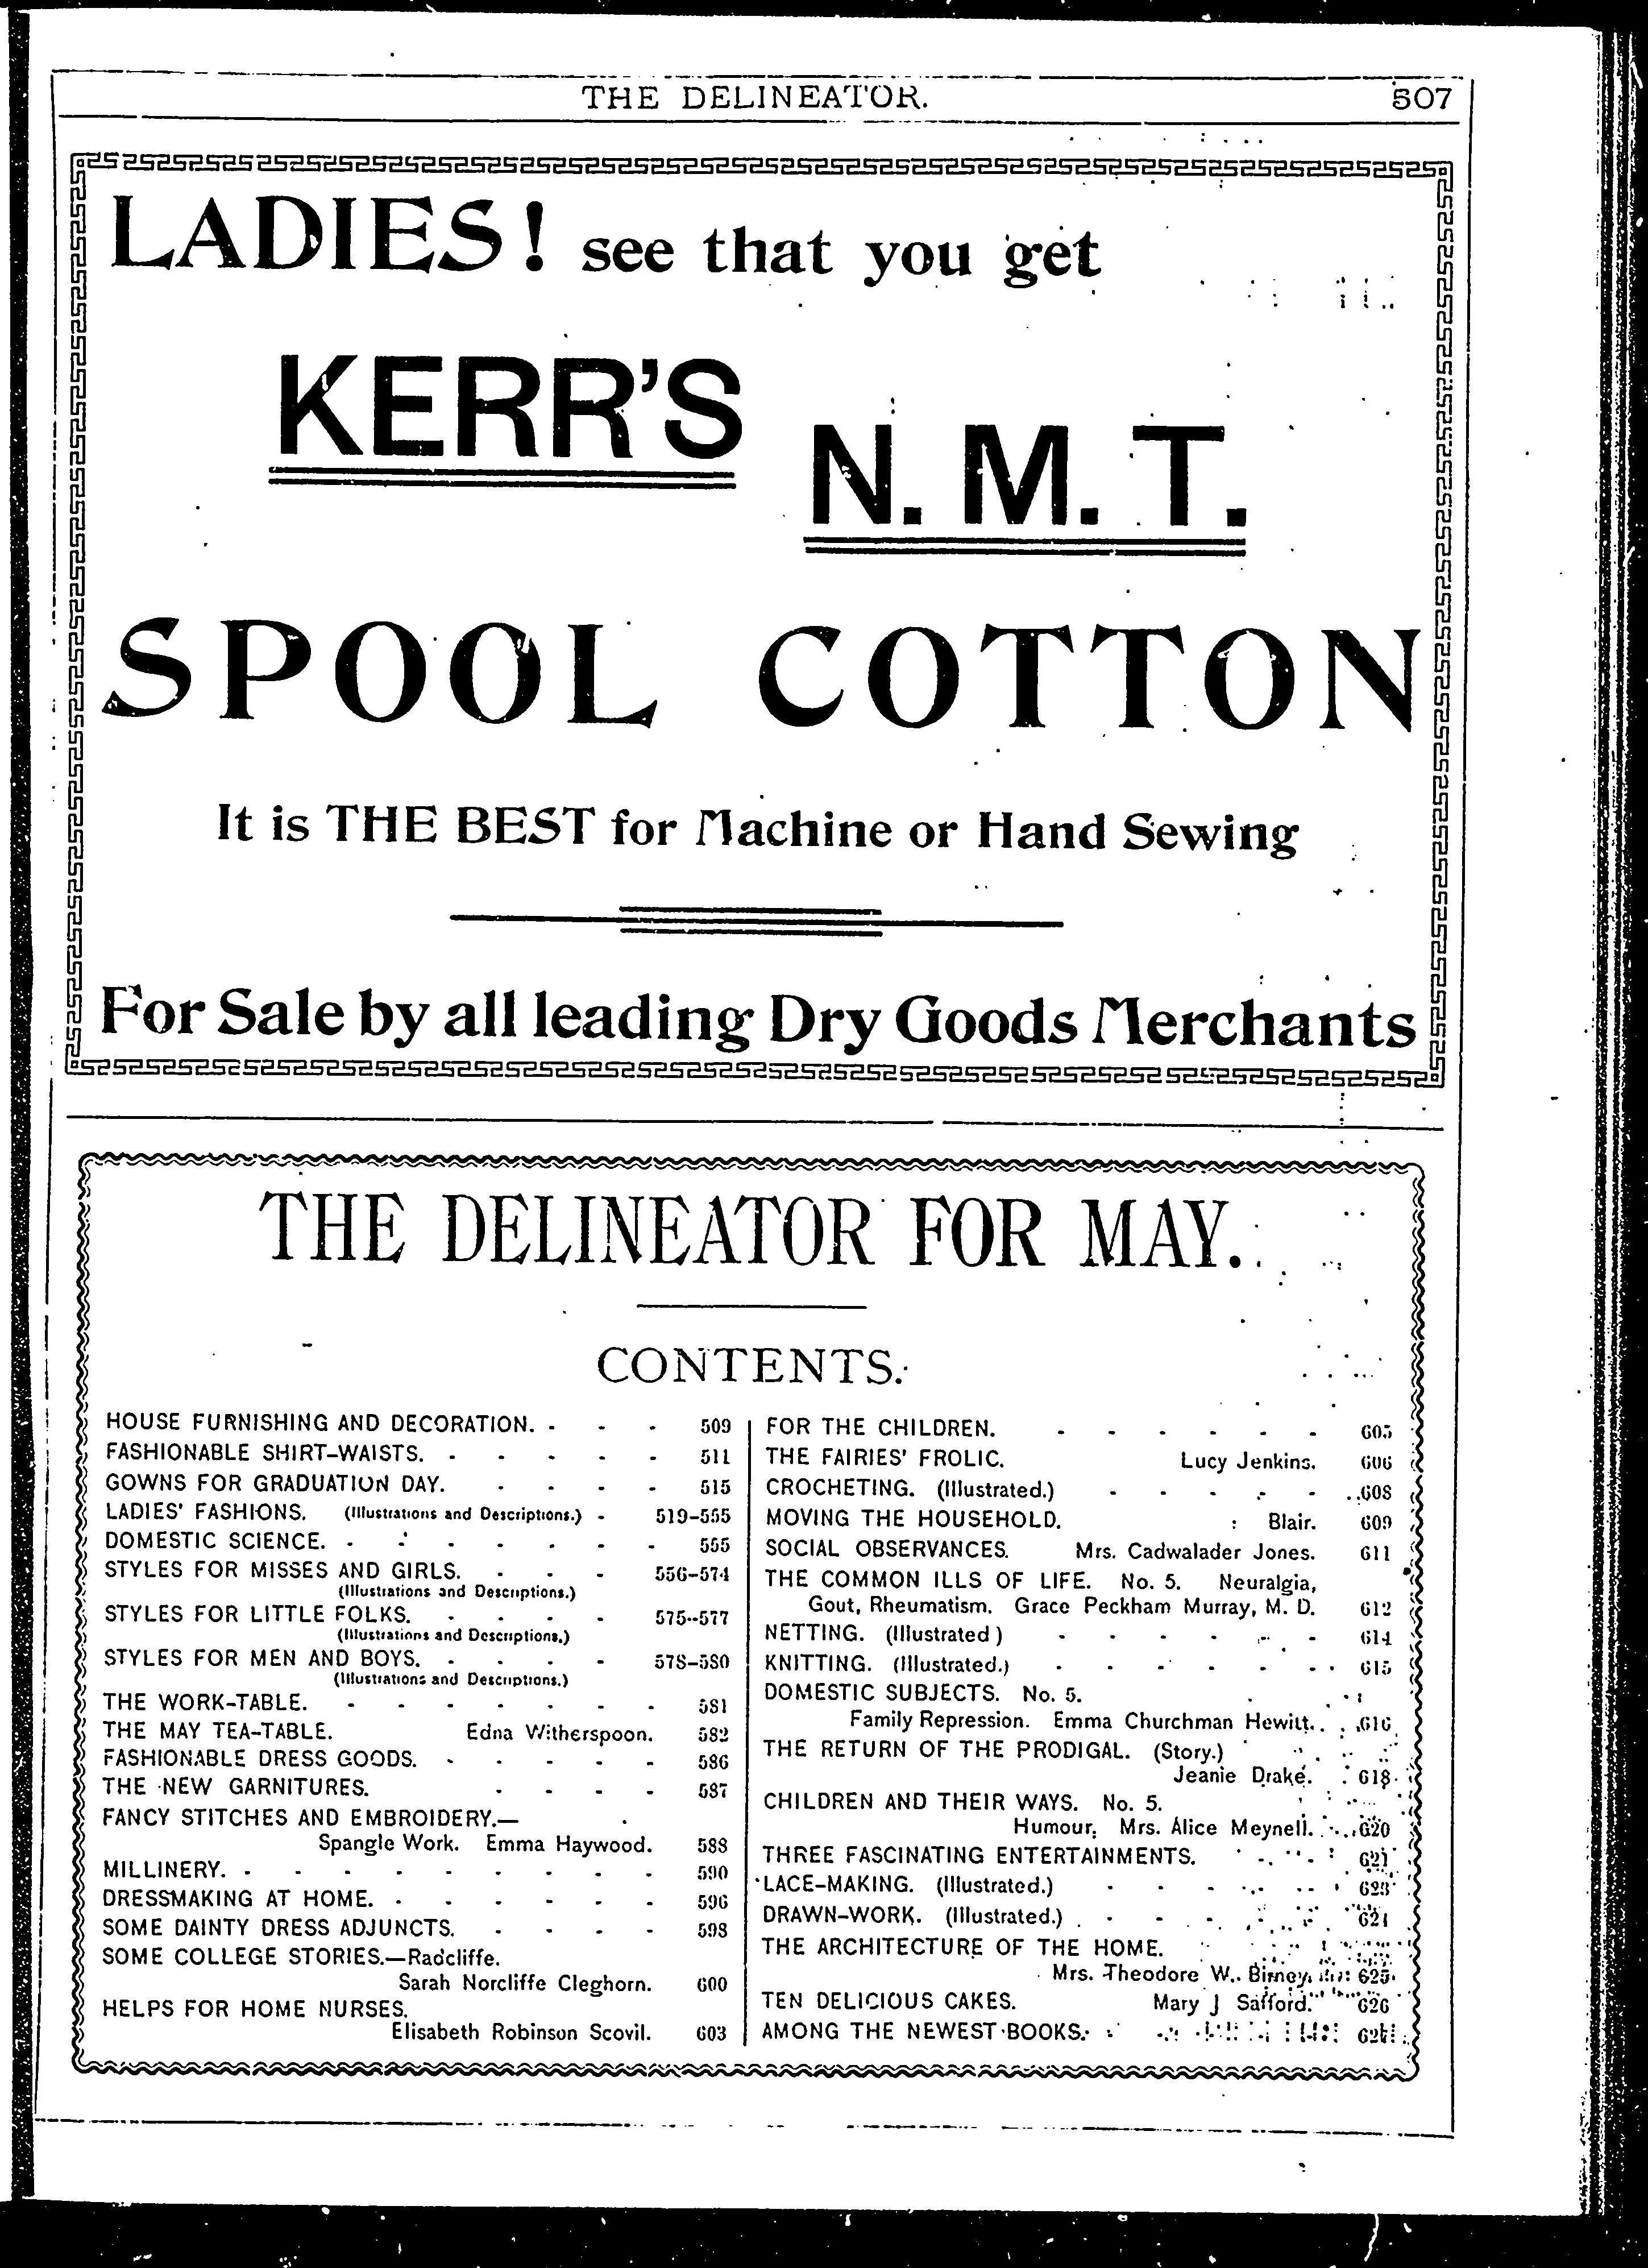 THE DELINEATOR. 507
LADIES! see that you get
KERR'S
N. M. T.
SPOOL COTTON
It is THE BEST for Machine or Hand Sewing
For Sale by all leading Dry Goods Merchants
THE DELINEATOR FOR MAY.
CONTENTS.
HOUSE FURNISHING AND DECORATION. - - - 509
FASHIONABLE SHIRT-WAISTS. - - - - - 511
GOWNS FOR GRADUATION DAY. - - - - 515
LADIES' FASHIONS. (Illustrations and Descriptions.) - 519-555
DOMESTIC SCIENCE. - - - - - - - 555
STYLES FOR MISSES AND GIRLS. - - - 556-574
(Illustrations and Descriptions.)
STYLES FOR LITTLE FOLKS. - - - - 575-577
(Illustrations and Descriptions.)
STYLES FOR MEN AND BOYS. - - - - 578-580
(Illustrations and Descriptions.)
THE WORK-TABLE. - - - - - - - 581
THE MAY TEA-TABLE. Edna Witherspoon. 582
FASHIONABLE DRESS GOODS. - - - - - 586
THE NEW GARNITURES. - - - - 587
FANCY STITCHES AND EMBROIDERY.—
Spangle Work. Emma Haywood. 588
MILLINERY. - - - - - - - - - 590
DRESSMAKING AT HOME. - - - - - - 596
SOME DAINTY DRESS ADJUNCTS. - - - - 598
SOME COLLEGE STORIES.—Radcliffe.
Sarah Norcliffe Cleghorn. 600
HELPS FOR HOME NURSES.
Elisabeth Robinson Scovil. 603
FOR THE CHILDREN. - - - - - - 605
THE FAIRIES' FROLIC. Lucy Jenkins. 606
CROCHETING. (Illustrated.) - - - - - 608
MOVING THE HOUSEHOLD. Blair. 609
SOCIAL OBSERVANCES. Mrs. Cadwalader Jones. 611
THE COMMON ILLS OF LIFE. No. 5. Neuralgia,
Gout, Rheumatism. Grace Peckham Murray, M. D. 612
NETTING. (Illustrated ) - - - - - - 614
KNITTING. (Illustrated.) - - - - - - 615
DOMESTIC SUBJECTS. No. 5.
Family Repression. Emma Churchman Hewitt. 616
THE RETURN OF THE PRODIGAL. (Story.)
Jeanie Drake. 618
CHILDREN AND THEIR WAYS. No. 5.
Humour. Mrs. Alice Meynell. 620
THREE FASCINATING ENTERTAINMENTS. 621
LACE-MAKING. (Illustrated.) - - - 623
DRAWN-WORK. (Illustrated.) - - - 624
THE ARCHITECTURE OF THE HOME.
Mrs. Theodore W. Birney. 625
TEN DELICIOUS CAKES. Mary J Safford. 626
AMONG THE NEWEST BOOKS.